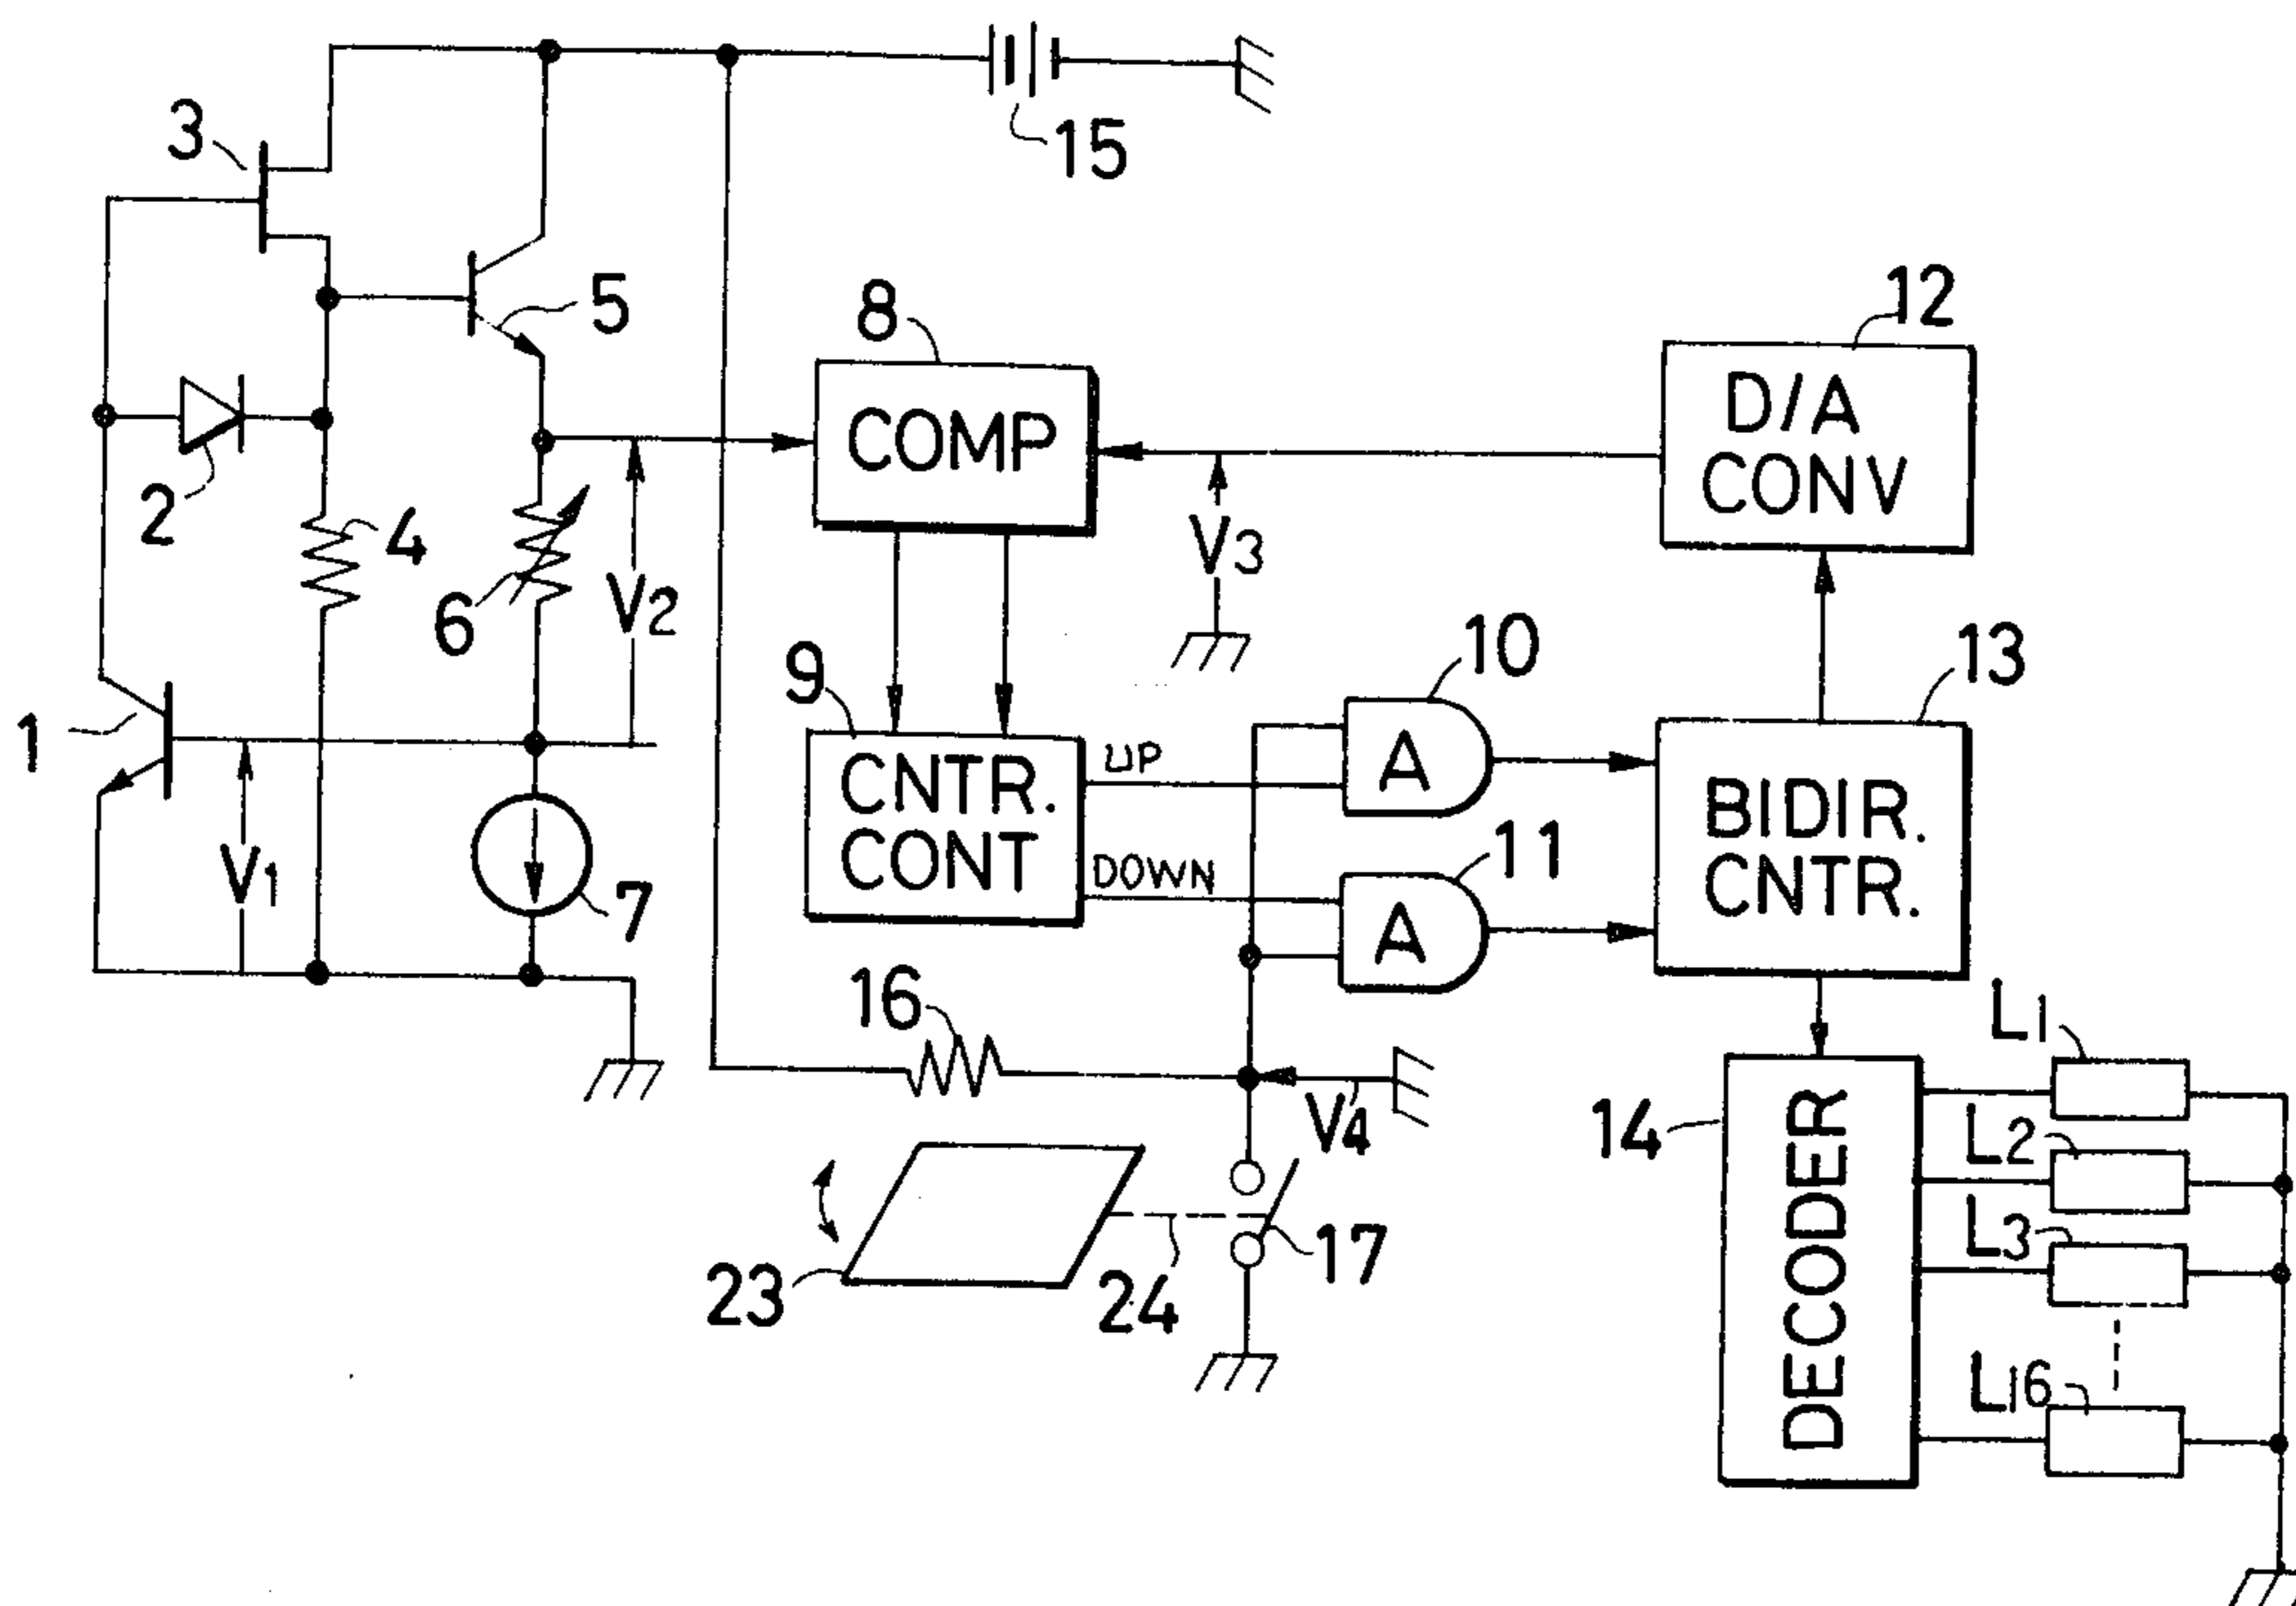 3
15
5
8
12
COMP
D/A
CONV
2
4
6
V2
V3
9
10
13
1
UP
CNTR.
CONT
A
BIDIR.
CNTR.
V1
7
DOWN
11
A
16
L1
V4
14
L2
DECODER
L3
23
24
17
L16